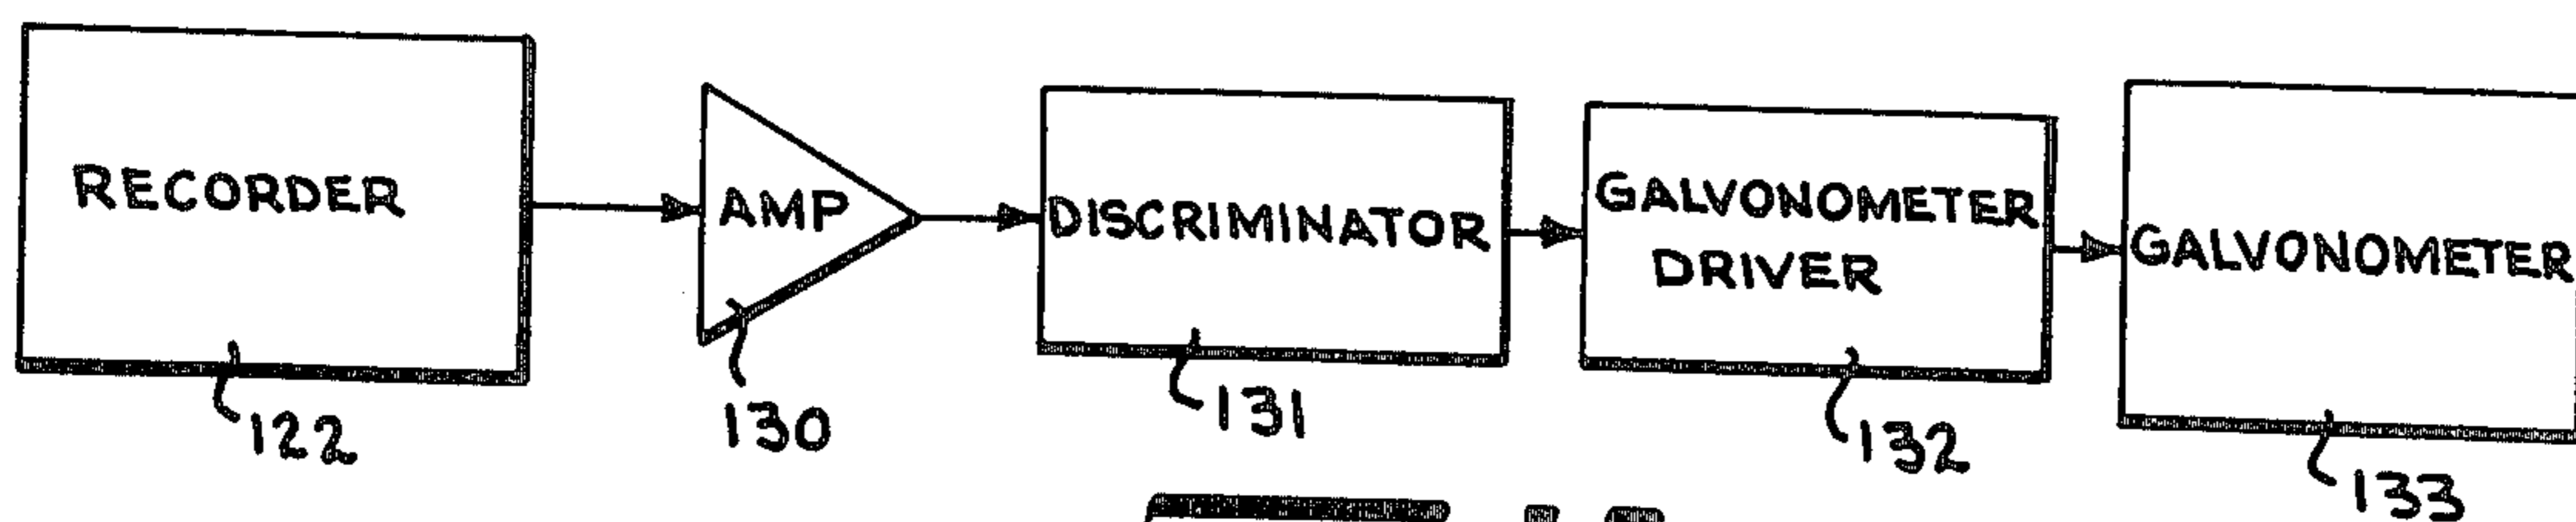 RECORDER
AMP
DISCRIMINATOR
GALVONOMETER
DRIVER
GALVONOMETER
122
130
131
132
133